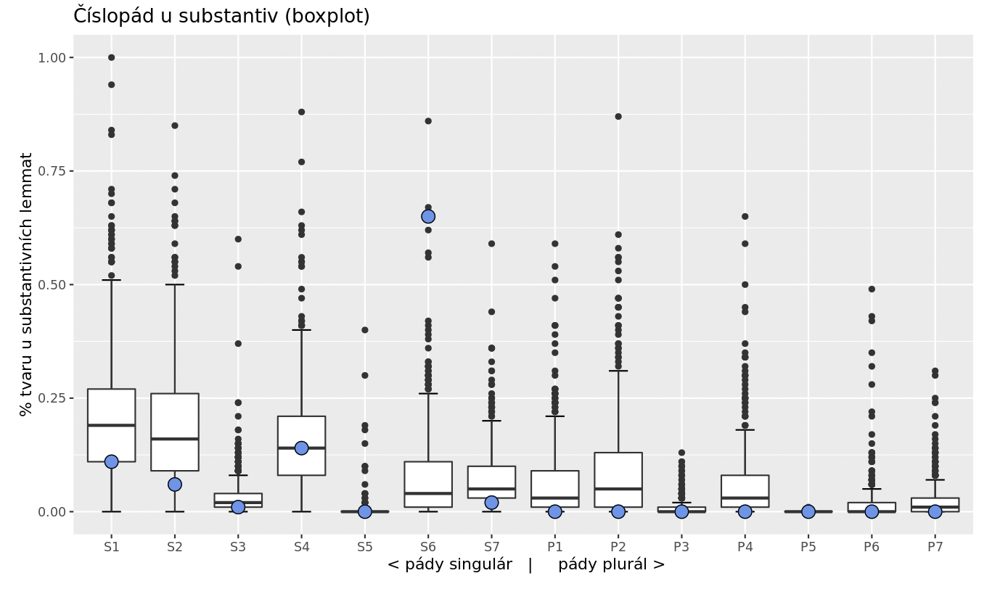 Číslopád u substantiv (boxplot)
% tvaru u substantivních lemmat
1.00
0.75
0.50
0.25
0.00
S1 S2 S3 S4 S5 S6 S7 P1 P2 P3 P4 P5 P6 P7
< pády singulár | pády plurál >